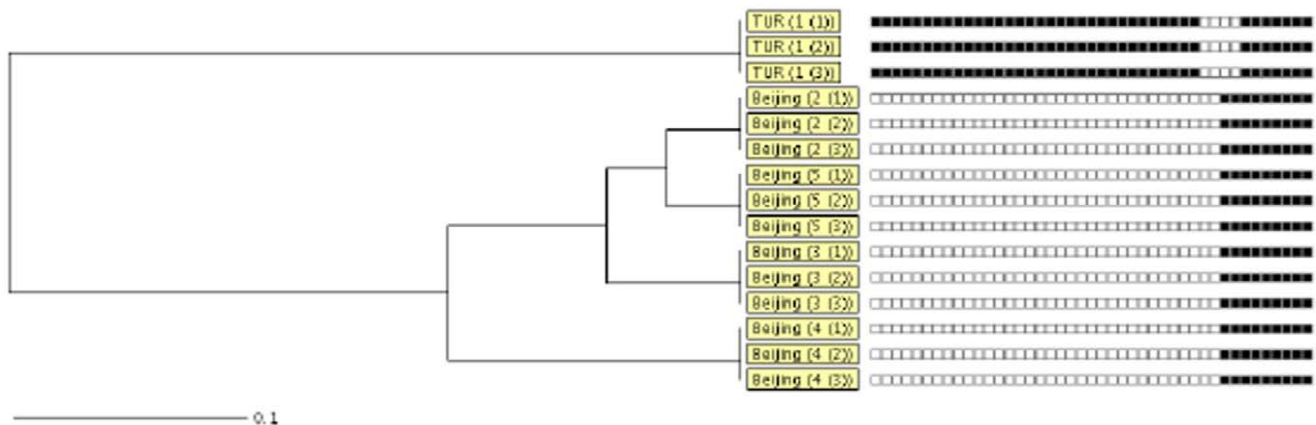 TUR (1 (1))
TUR (1 (2))
TUR (1 (3))
Beijing (2 (1))
Beijing (2 (2))
Beijing (2 (3))
Beijing (5 (1))
Beijing (5 (2))
Beijing (5 (3))
Beijing (3 (1))
Beijing (3 (2))
Beijing (3 (3))
Beijing (4 (1))
Beijing (4 (2))
Beijing (4 (3))
0.1